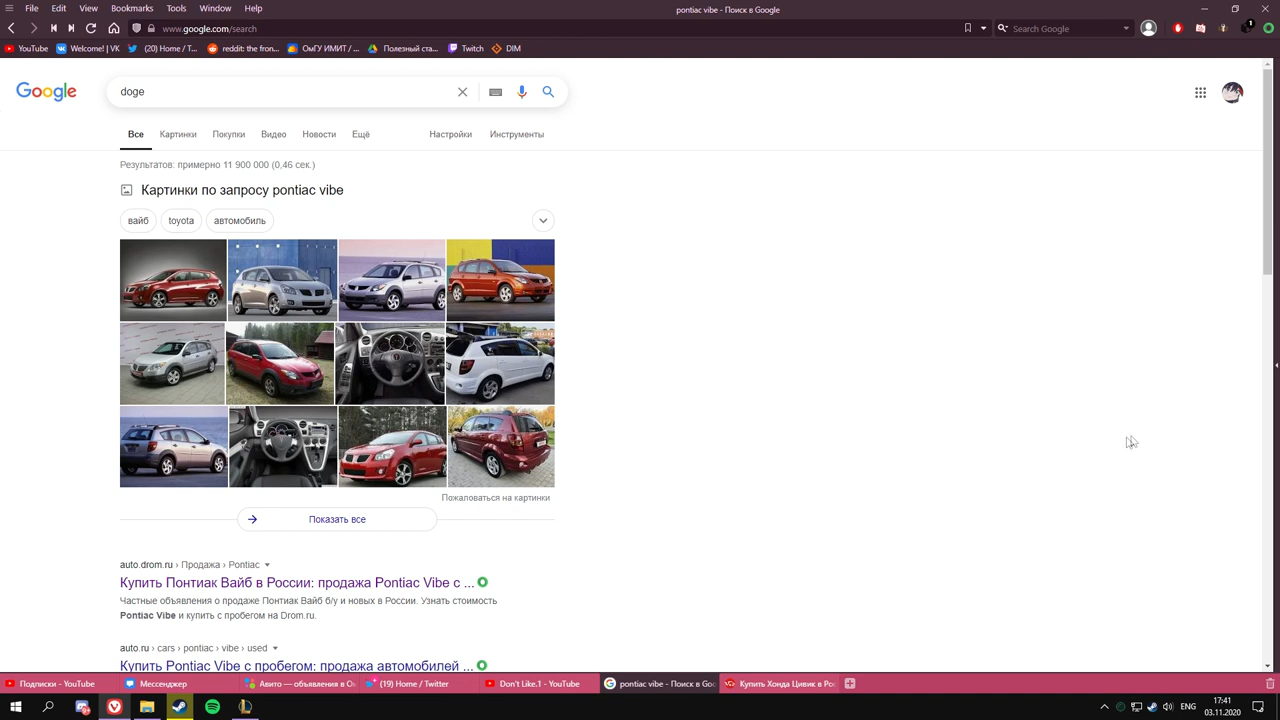 File Edit View Bookmarks Tools Window Help
pontiac vibe - Поиск в Google
www.google.com/search
Search Google
1
YouTube Welcome! | VK (20) Home / T... reddit: the fron... ОмГУ ИМИТ / ... Полезный ста... Twitch DIM
Google
doge
Все Картинки Покупки Видео Новости Ещё Настройки Инструменты
Результатов: примерно 11 900 000 (0,46 сек.)
Картинки по запросу pontiac vibe
вайб toyota автомобиль
Пожаловаться на картинки
Показать все
auto.drom.ru › Продажа › Pontiac
Купить Понтиак Вайб в России: продажа Pontiac Vibe с ...
Частные объявления о продаже Понтиак Вайб б/у и новых в России. Узнать стоимость
Pontiac Vibe и купить с пробегом на Drom.ru.
auto.ru › cars › pontiac › vibe › used
Купить Pontiac Vibe с пробегом: продажа автомобилей ...
Подписки - YouTube Мессенджер Авито — объявления в О (19) Home / Twitter Don't Like.1 - YouTube pontiac vibe - Поиск в Goo Купить Хонда Цивик в Рос
ENG
17:41
03.11.2020